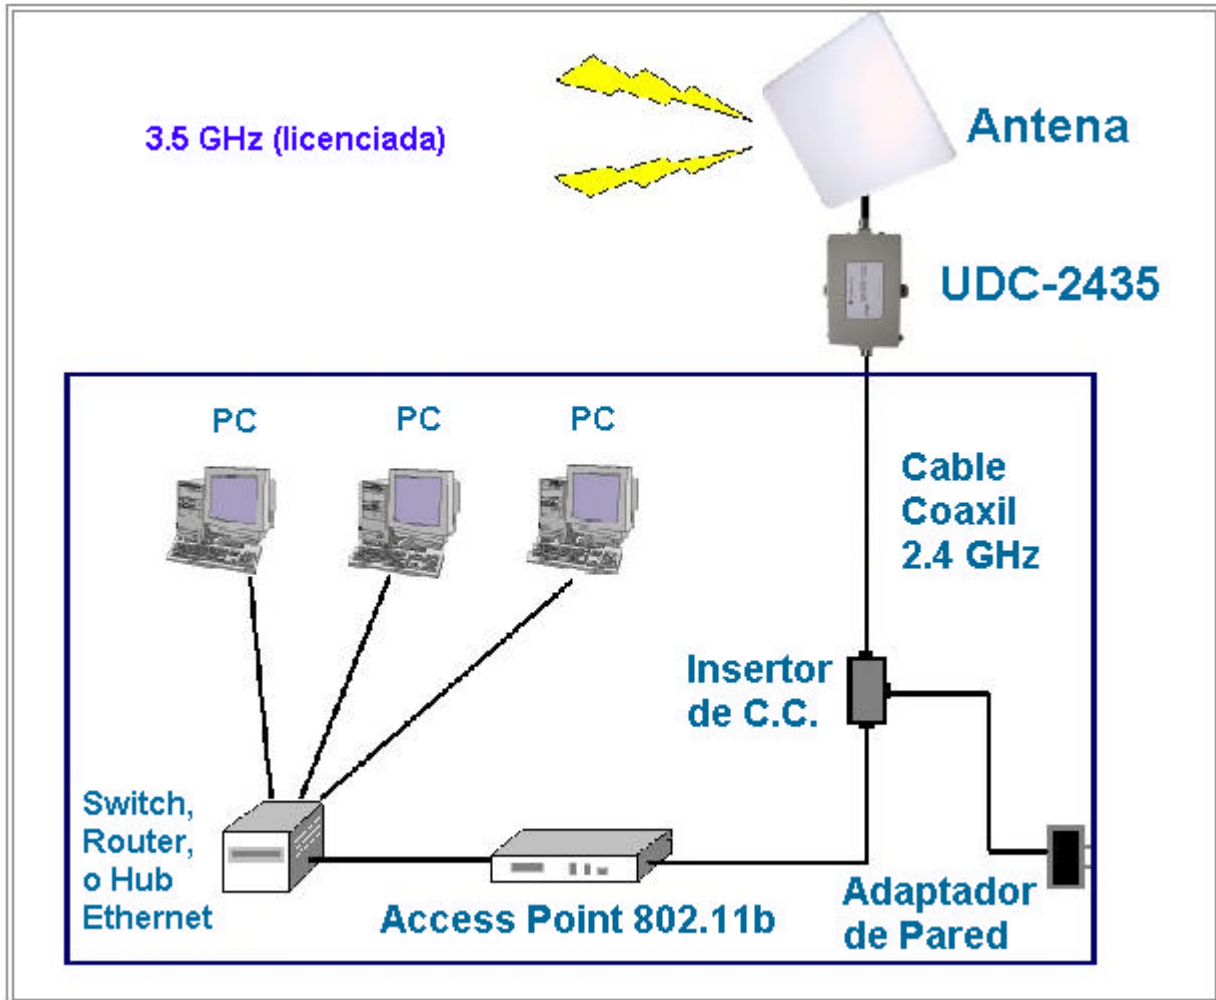 3.5 GHz (licenciada)
Antena
UDC-2435
PC
PC
PC
Cable
Coaxil
2.4 GHz
Insertor
de C.C.
Switch,
Router,
o Hub
Ethernet
Access Point 802.11b
Adaptador
de Pared